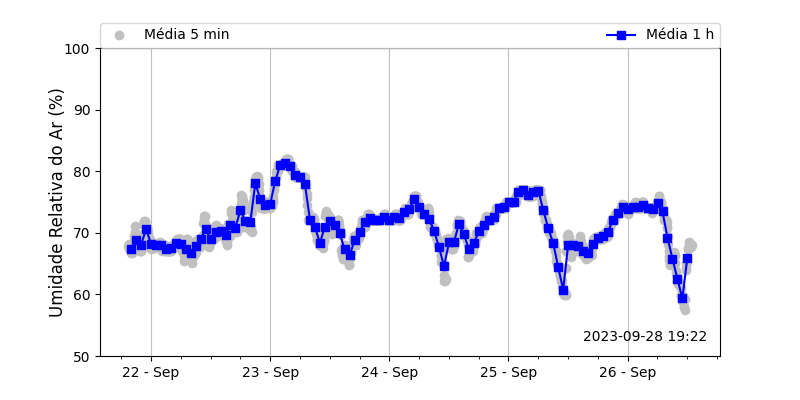 Média 5 min
Média 1 h
Umidade Relativa do Ar (%)
100
90
80
70
60
50
2023-09-28 19:22
22 - Sep
23 - Sep
24 - Sep
25 - Sep
26 - Sep